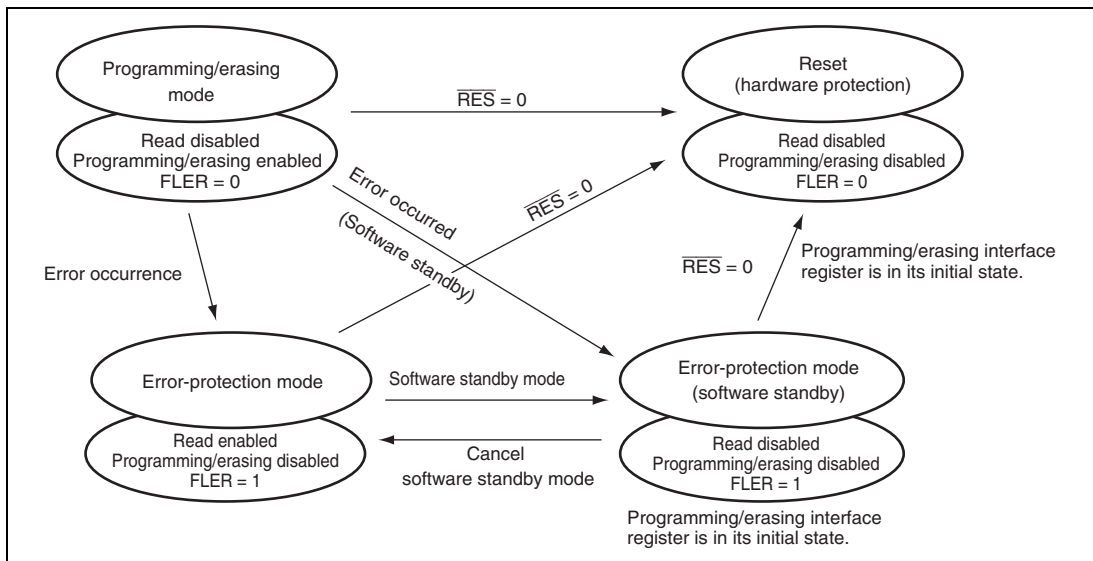 Programming/erasing
mode
Read disabled
Programming/erasing enabled
FLER = 0
R̅E̅S̅ = 0
Reset
(hardware protection)
Read disabled
Programming/erasing disabled
FLER = 0
Error occurred
(Software standby)
R̅E̅S̅ = 0
Error occurrence
R̅E̅S̅ = 0
Programming/erasing interface
register is in its initial state.
Error-protection mode
Read enabled
Programming/erasing disabled
FLER = 1
Software standby mode
Cancel
software standby mode
Error-protection mode
(software standby)
Read disabled
Programming/erasing disabled
FLER = 1
Programming/erasing interface
register is in its initial state.